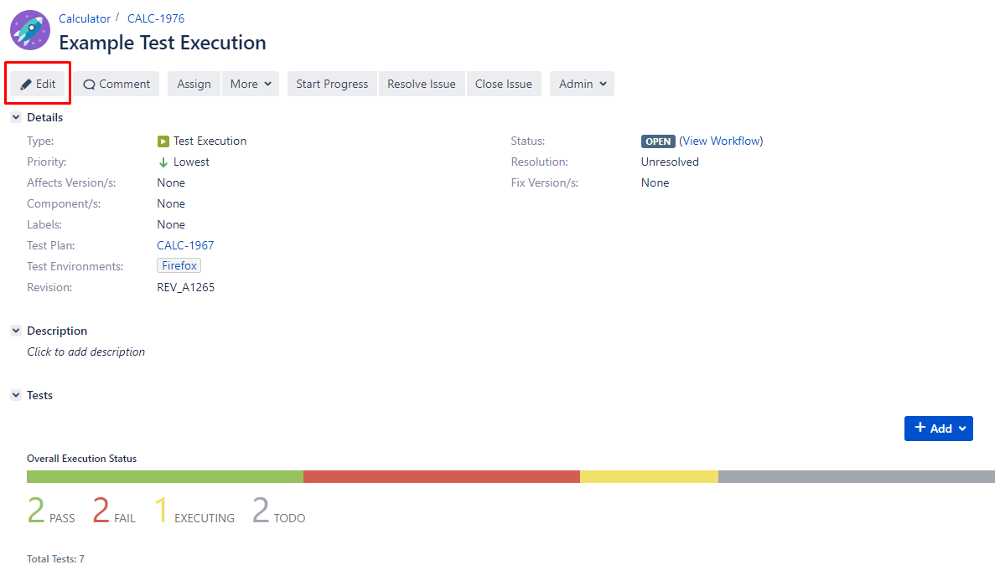 Calculator / CALC-1976
Example Test Execution
Edit Comment Assign More Start Progress Resolve Issue Close Issue Admin
Details
Type: Test Execution Status: OPEN (View Workflow)
Priority: Lowest Resolution: Unresolved
Affects Version/s: None Fix Version/s: None
Component/s: None
Labels: None
Test Plan: CALC-1967
Test Environments: Firefox
Revision: REV_A1265
Description
Click to add description
Tests
+ Add
Overall Execution Status
2 PASS 2 FAIL 1 EXECUTING 2 TODO
Total Tests: 7